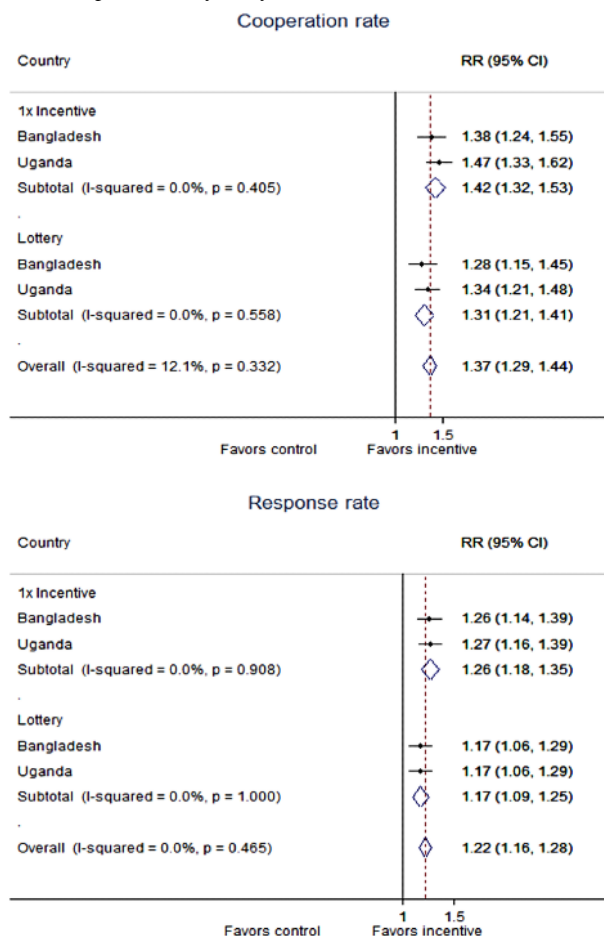 Cooperation rate
Country RR (95% CI)
1x Incentive
Bangladesh 1.38 (1.24, 1.55)
Uganda 1.47 (1.33, 1.62)
Subtotal (I-squared = 0.0%, p = 0.405) 1.42 (1.32, 1.53)
.
Lottery
Bangladesh 1.28 (1.15, 1.45)
Uganda 1.34 (1.21, 1.48)
Subtotal (I-squared = 0.0%, p = 0.558) 1.31 (1.21, 1.41)
.
Overall (I-squared = 12.1%, p = 0.332) 1.37 (1.29, 1.44)
1 1.5
Favors control Favors incentive
Response rate
Country RR (95% CI)
1x Incentive
Bangladesh 1.26 (1.14, 1.39)
Uganda 1.27 (1.16, 1.39)
Subtotal (I-squared = 0.0%, p = 0.908) 1.26 (1.18, 1.35)
.
Lottery
Bangladesh 1.17 (1.06, 1.29)
Uganda 1.17 (1.06, 1.29)
Subtotal (I-squared = 0.0%, p = 1.000) 1.17 (1.09, 1.25)
.
Overall (I-squared = 0.0%, p = 0.465) 1.22 (1.16, 1.28)
1 1.5
Favors control Favors incentive